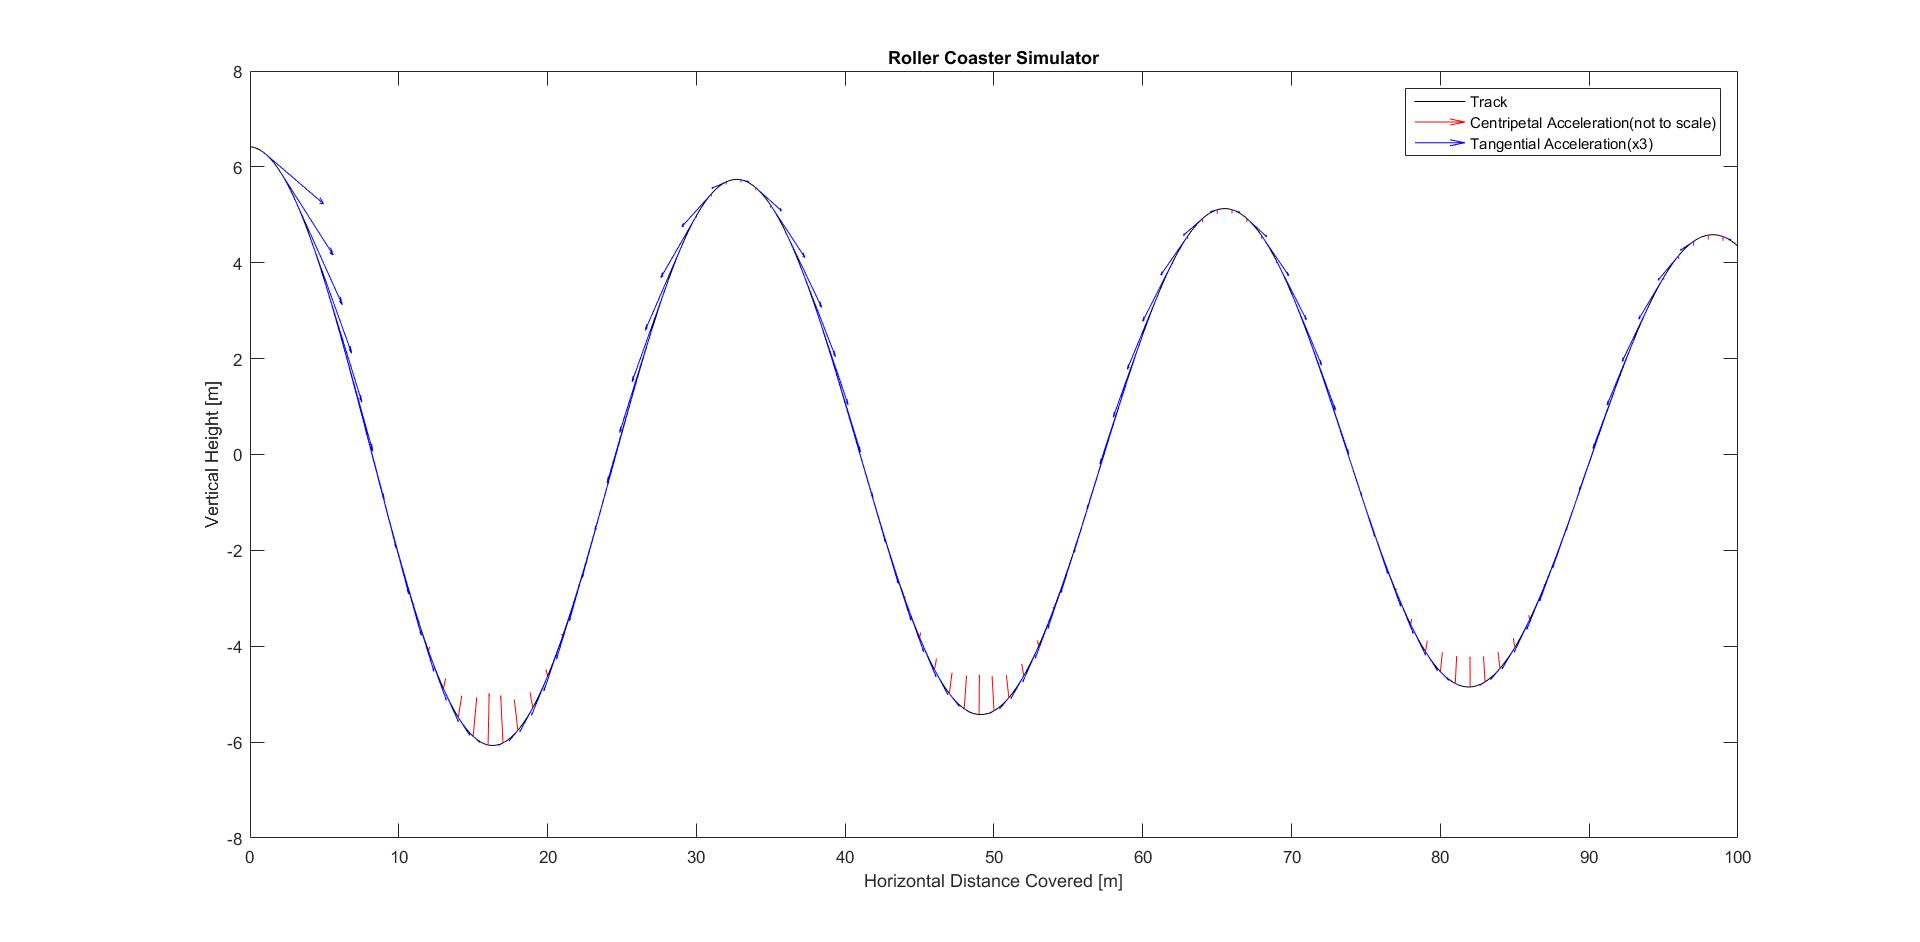 Roller Coaster Simulator
Track
Centripetal Acceleration(not to scale)
Tangential Acceleration(x3)
Vertical Height [m]
8
6
4
2
0
-2
-4
-6
-8
0 10 20 30 40 50 60 70 80 90 100
Horizontal Distance Covered [m]